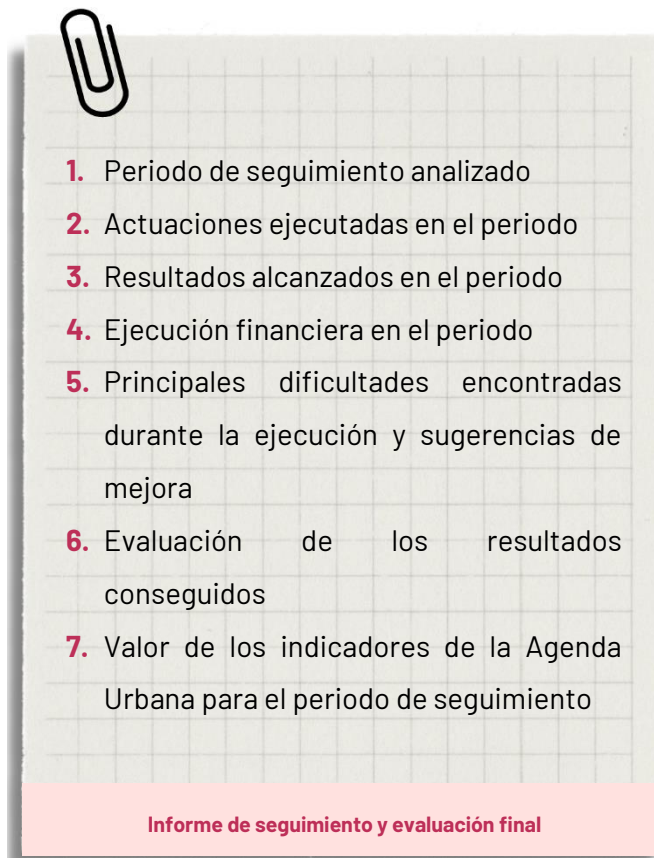 1. Periodo de seguimiento analizado
2. Actuaciones ejecutadas en el periodo
3. Resultados alcanzados en el periodo
4. Ejecución financiera en el periodo
5. Principales dificultades encontradas
durante la ejecución y sugerencias de
mejora
6. Evaluación de los resultados
conseguidos
7. Valor de los indicadores de la Agenda
Urbana para el periodo de seguimiento
Informe de seguimiento y evaluación final